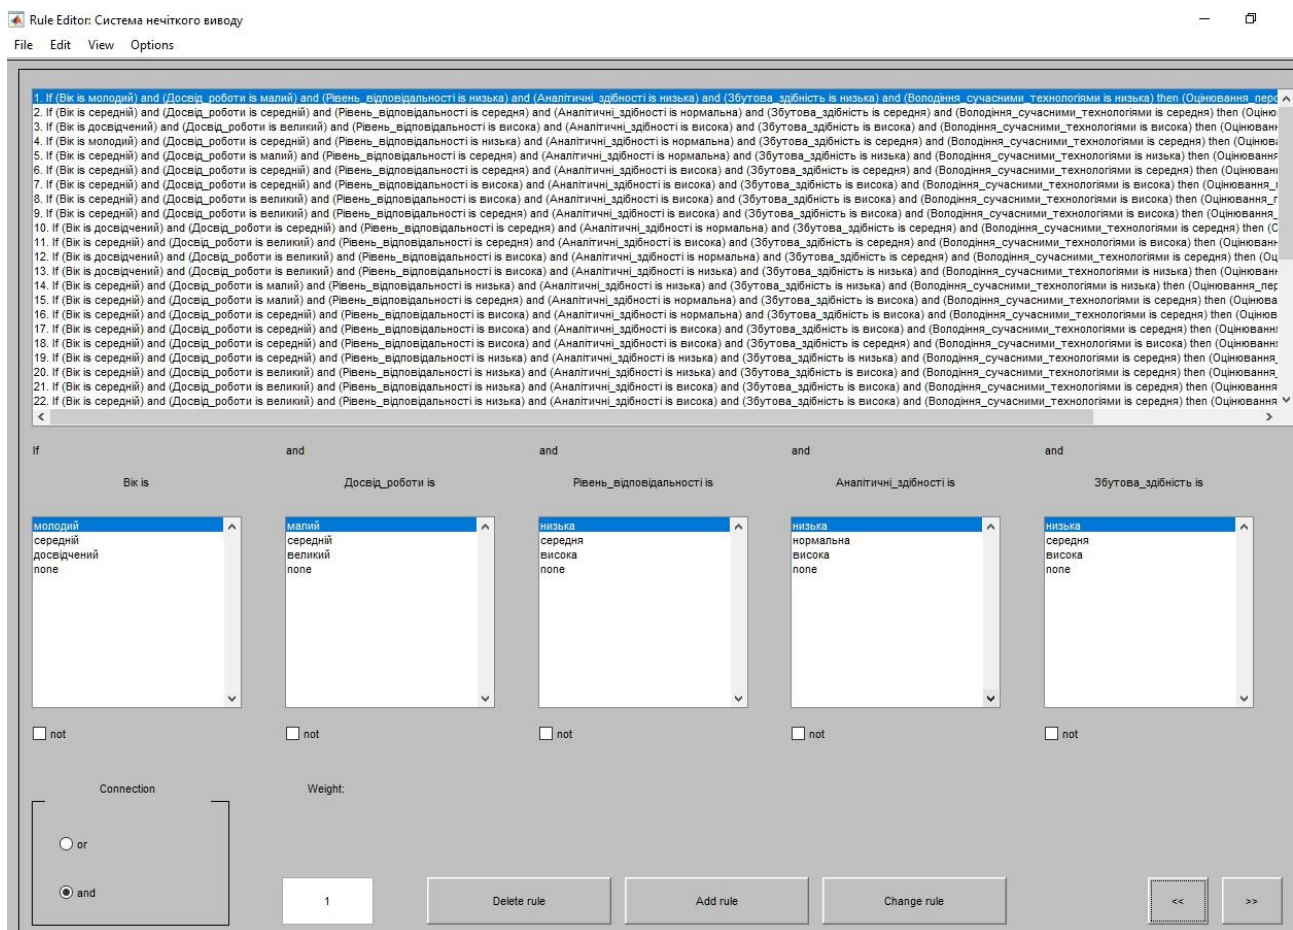 Rule Editor: Система нечіткого виводу
File Edit View Options
1. If (Вік is молодий) and (Досвід_роботи is малий) and (Рівень_відповідальності is низька) and (Аналітичні_здібності is низька) and (Збутова_здібність is низька) and (Володіння_сучасними_технологіями is низька) then (Оцінювання_перс
2. If (Вік is середній) and (Досвід_роботи is середній) and (Рівень_відповідальності is середня) and (Аналітичні_здібності is нормальна) and (Збутова_здібність is середня) and (Володіння_сучасними_технологіями is середня) then (Оціню
3. If (Вік is досвідчений) and (Досвід_роботи is великий) and (Рівень_відповідальності is висока) and (Аналітичні_здібності is висока) and (Збутова_здібність is висока) and (Володіння_сучасними_технологіями is висока) then (Оцінюванн
4. If (Вік is молодий) and (Досвід_роботи is середній) and (Рівень_відповідальності is низька) and (Аналітичні_здібності is нормальна) and (Збутова_здібність is середня) and (Володіння_сучасними_технологіями is середня) then (Оцінюва
5. If (Вік is середній) and (Досвід_роботи is малий) and (Рівень_відповідальності is середня) and (Аналітичні_здібності is нормальна) and (Збутова_здібність is низька) and (Володіння_сучасними_технологіями is низька) then (Оцінювання
6. If (Вік is середній) and (Досвід_роботи is середній) and (Рівень_відповідальності is середня) and (Аналітичні_здібності is висока) and (Збутова_здібність is висока) and (Володіння_сучасними_технологіями is середня) then (Оцінюванн
7. If (Вік is середній) and (Досвід_роботи is середній) and (Рівень_відповідальності is висока) and (Аналітичні_здібності is висока) and (Збутова_здібність is висока) and (Володіння_сучасними_технологіями is висока) then (Оцінювання_п
8. If (Вік is середній) and (Досвід_роботи is великий) and (Рівень_відповідальності is висока) and (Аналітичні_здібності is висока) and (Збутова_здібність is висока) and (Володіння_сучасними_технологіями is висока) then (Оцінювання_п
9. If (Вік is середній) and (Досвід_роботи is великий) and (Рівень_відповідальності is середня) and (Аналітичні_здібності is висока) and (Збутова_здібність is висока) and (Володіння_сучасними_технологіями is висока) then (Оцінювання_
10. If (Вік is досвідчений) and (Досвід_роботи is середній) and (Рівень_відповідальності is середня) and (Аналітичні_здібності is нормальна) and (Збутова_здібність is середня) and (Володіння_сучасними_технологіями is середня) then (О
11. If (Вік is середній) and (Досвід_роботи is великий) and (Рівень_відповідальності is середня) and (Аналітичні_здібності is висока) and (Збутова_здібність is середня) and (Володіння_сучасними_технологіями is висока) then (Оцінюванн
12. If (Вік is досвідчений) and (Досвід_роботи is великий) and (Рівень_відповідальності is висока) and (Аналітичні_здібності is нормальна) and (Збутова_здібність is середня) and (Володіння_сучасними_технологіями is середня) then (Оц
13. If (Вік is досвідчений) and (Досвід_роботи is великий) and (Рівень_відповідальності is висока) and (Аналітичні_здібності is низька) and (Збутова_здібність is низька) and (Володіння_сучасними_технологіями is низька) then (Оцінюванн
14. If (Вік is середній) and (Досвід_роботи is малий) and (Рівень_відповідальності is низька) and (Аналітичні_здібності is низька) and (Збутова_здібність is низька) and (Володіння_сучасними_технологіями is низька) then (Оцінювання_пер
15. If (Вік is середній) and (Досвід_роботи is малий) and (Рівень_відповідальності is середня) and (Аналітичні_здібності is нормальна) and (Збутова_здібність is висока) and (Володіння_сучасними_технологіями is середня) then (Оцінюва
16. If (Вік is середній) and (Досвід_роботи is середній) and (Рівень_відповідальності is висока) and (Аналітичні_здібності is нормальна) and (Збутова_здібність is висока) and (Володіння_сучасними_технологіями is середня) then (Оцінюв
17. If (Вік is середній) and (Досвід_роботи is середній) and (Рівень_відповідальності is висока) and (Аналітичні_здібності is висока) and (Збутова_здібність is висока) and (Володіння_сучасними_технологіями is середня) then (Оцінюванн
18. If (Вік is середній) and (Досвід_роботи is середній) and (Рівень_відповідальності is висока) and (Аналітичні_здібності is висока) and (Збутова_здібність is середня) and (Володіння_сучасними_технологіями is висока) then (Оцінюванн
19. If (Вік is середній) and (Досвід_роботи is середній) and (Рівень_відповідальності is низька) and (Аналітичні_здібності is низька) and (Збутова_здібність is низька) and (Володіння_сучасними_технологіями is середня) then (Оцінювання_
20. If (Вік is середній) and (Досвід_роботи is великий) and (Рівень_відповідальності is низька) and (Аналітичні_здібності is низька) and (Збутова_здібність is висока) and (Володіння_сучасними_технологіями is середня) then (Оцінювання_
21. If (Вік is середній) and (Досвід_роботи is великий) and (Рівень_відповідальності is низька) and (Аналітичні_здібності is висока) and (Збутова_здібність is висока) and (Володіння_сучасними_технологіями is середня) then (Оцінювання
22. If (Вік is середній) and (Досвід_роботи is великий) and (Рівень_відповідальності is низька) and (Аналітичні_здібності is висока) and (Збутова_здібність is висока) and (Володіння_сучасними_технологіями is середня) then (Оцінювання
If and and and and
Вік is Досвід_роботи is Рівень_відповідальності is Аналітичні_здібності is Збутова_здібність is
молодий малий низька низька низька
середній середній середня нормальна середня
досвідчений великий висока висока висока
none none none none none
not not not not not
Connection Weight:
or
and 1 Delete rule Add rule Change rule << >>